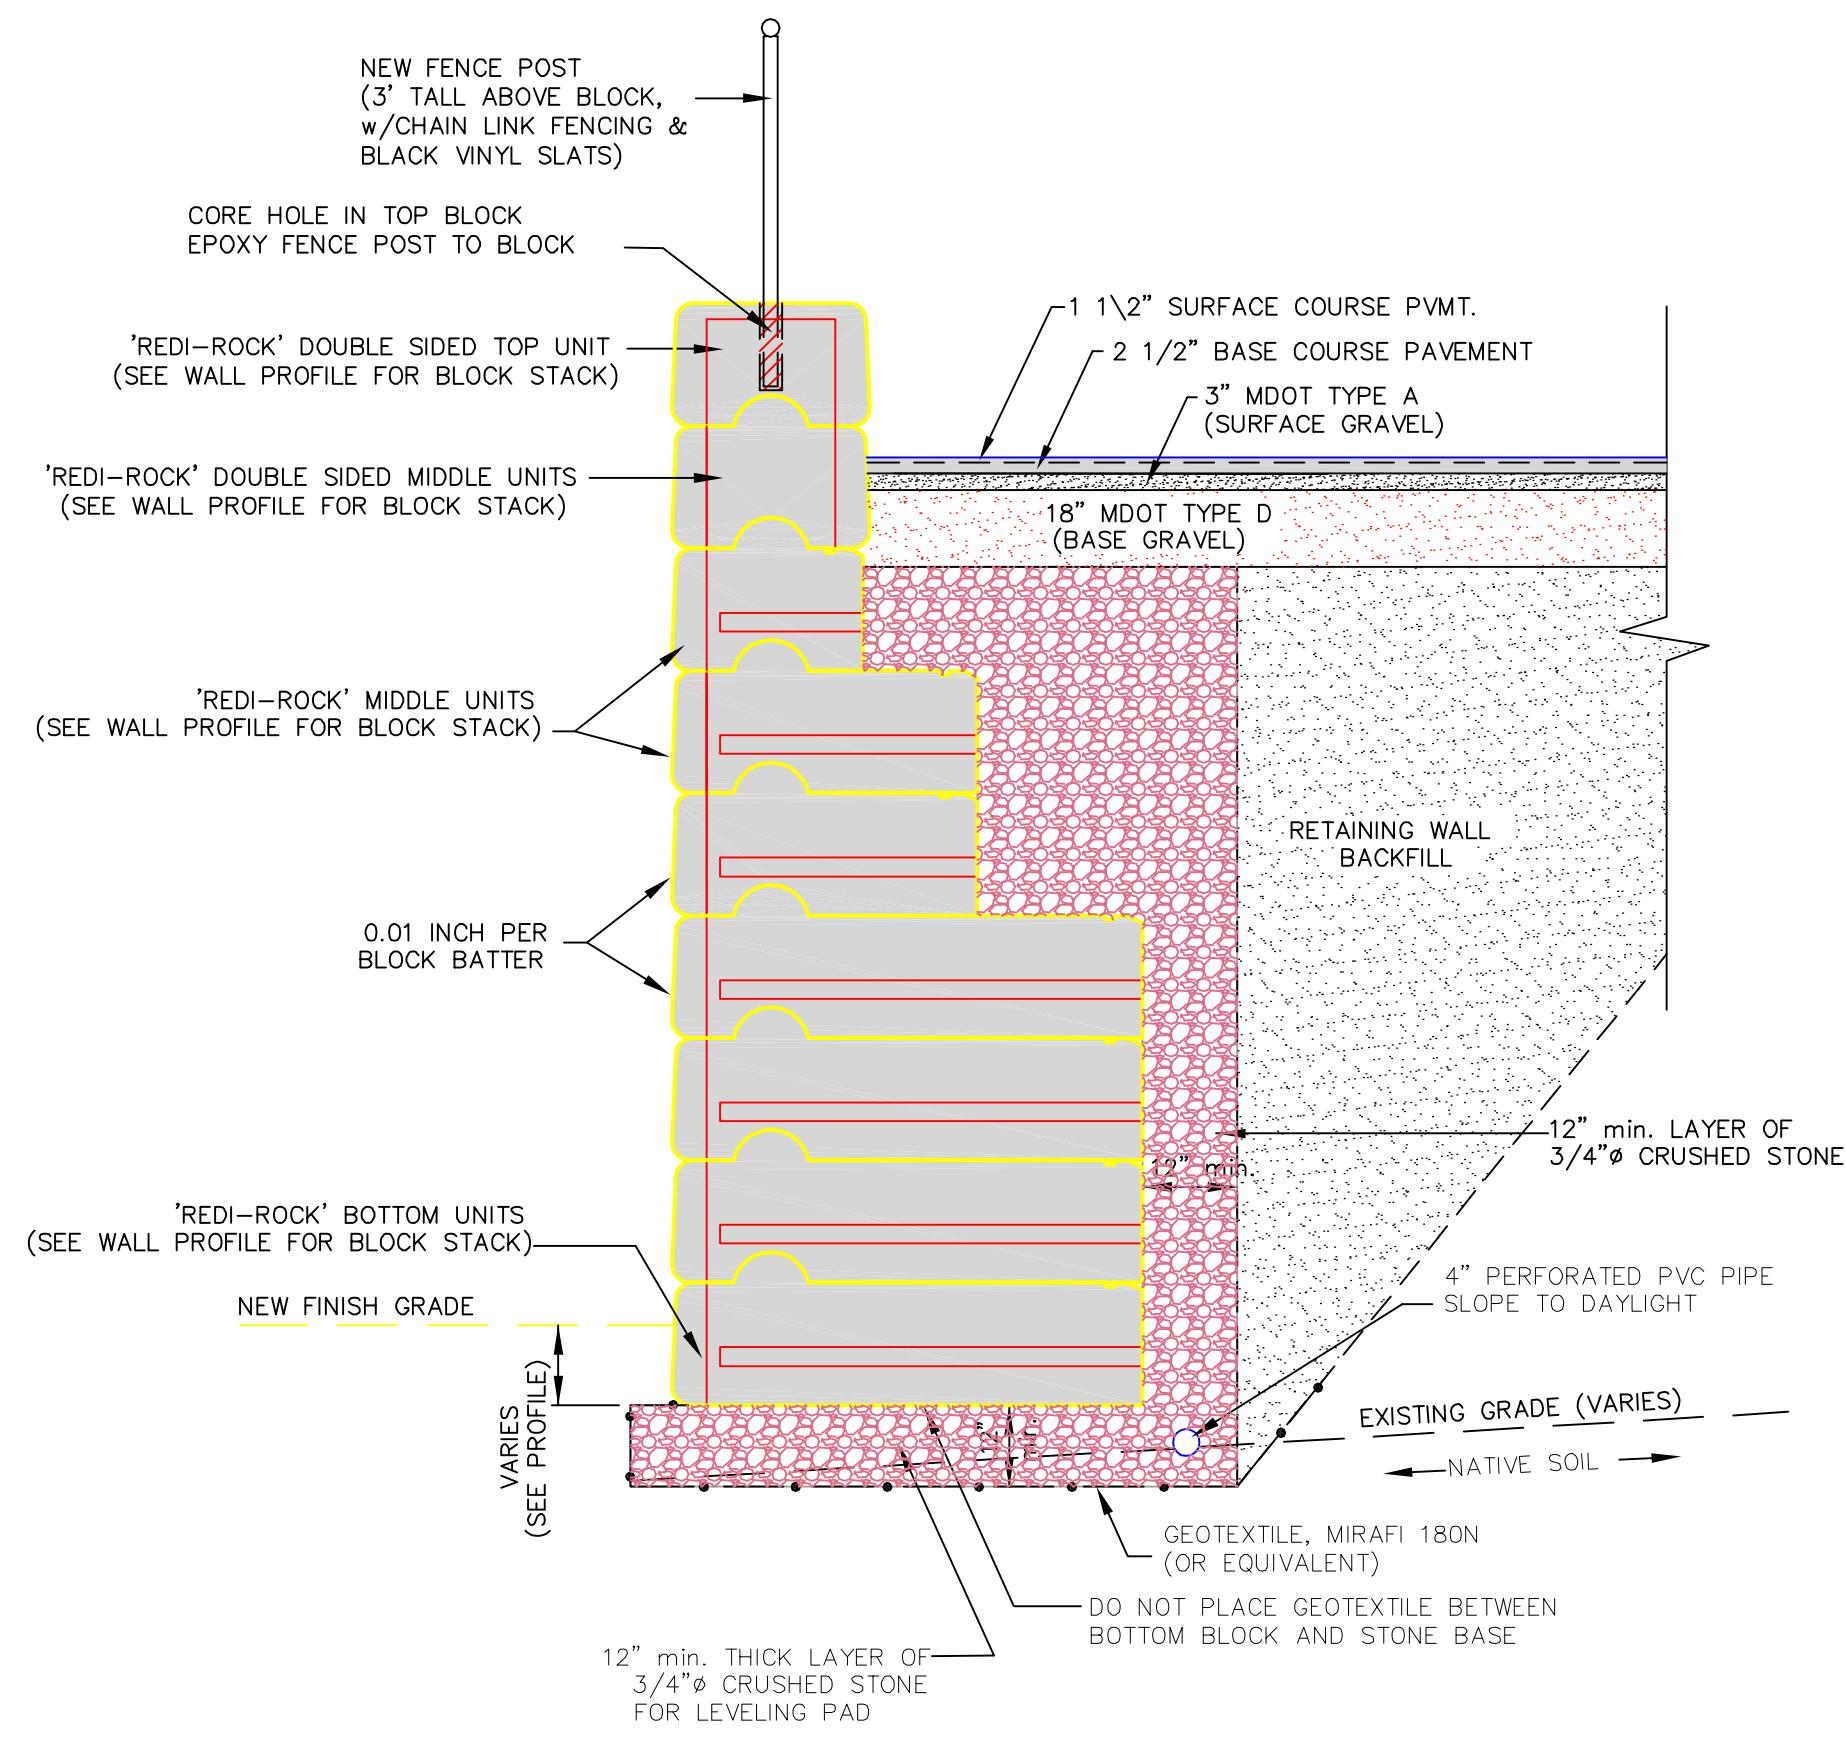 NEW FENCE POST
(3' TALL ABOVE BLOCK,
w/CHAIN LINK FENCING &
BLACK VINYL SLATS)
CORE HOLE IN TOP BLOCK
EPOXY FENCE POST TO BLOCK
'REDI-ROCK' DOUBLE SIDED TOP UNIT
(SEE WALL PROFILE FOR BLOCK STACK)
1 1\2" SURFACE COURSE PVMT.
2 1/2" BASE COURSE PAVEMENT
3" MDOT TYPE A
(SURFACE GRAVEL)
'REDI-ROCK' DOUBLE SIDED MIDDLE UNITS
(SEE WALL PROFILE FOR BLOCK STACK)
18" MDOT TYPE D
(BASE GRAVEL)
'REDI-ROCK' MIDDLE UNITS
(SEE WALL PROFILE FOR BLOCK STACK)
RETAINING WALL
BACKFILL
0.01 INCH PER
BLOCK BATTER
12" min. LAYER OF
3/4"ø CRUSHED STONE
12" min.
'REDI-ROCK' BOTTOM UNITS
(SEE WALL PROFILE FOR BLOCK STACK)
4" PERFORATED PVC PIPE
SLOPE TO DAYLIGHT
NEW FINISH GRADE
VARIES
(SEE PROFILE)
12"
min.
EXISTING GRADE (VARIES)
NATIVE SOIL
GEOTEXTILE, MIRAFI 180N
(OR EQUIVALENT)
DO NOT PLACE GEOTEXTILE BETWEEN
BOTTOM BLOCK AND STONE BASE
12" min. THICK LAYER OF
3/4"ø CRUSHED STONE
FOR LEVELING PAD